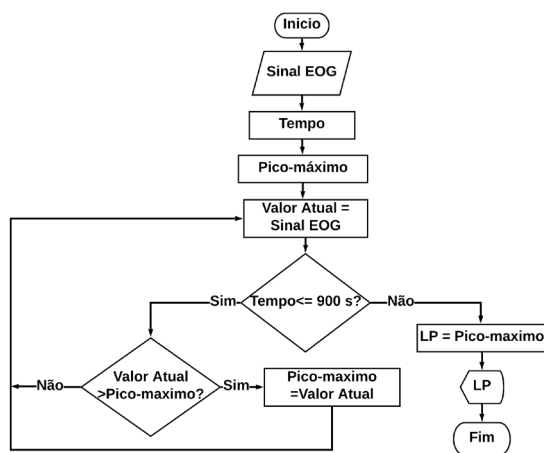 Inicio
Sinal EOG
Tempo
Pico-máximo
Valor Atual =
Sinal EOG
Tempo<= 900 s?
Sim
Não
LP = Pico-maximo
LP
Fim
Valor Atual
>Pico-maximo?
Não
Sim
Pico-maximo
=Valor Atual